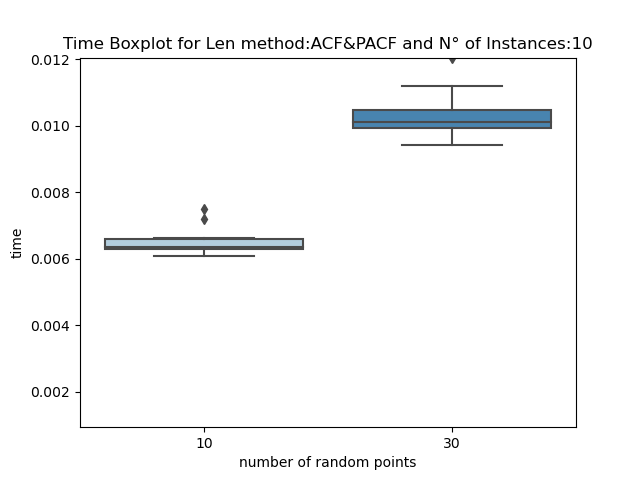 Time Boxplot for Len method:ACF&PACF and N° of Instances:10
0.012
0.010
0.008
0.006
0.004
0.002
time
10 30
number of random points